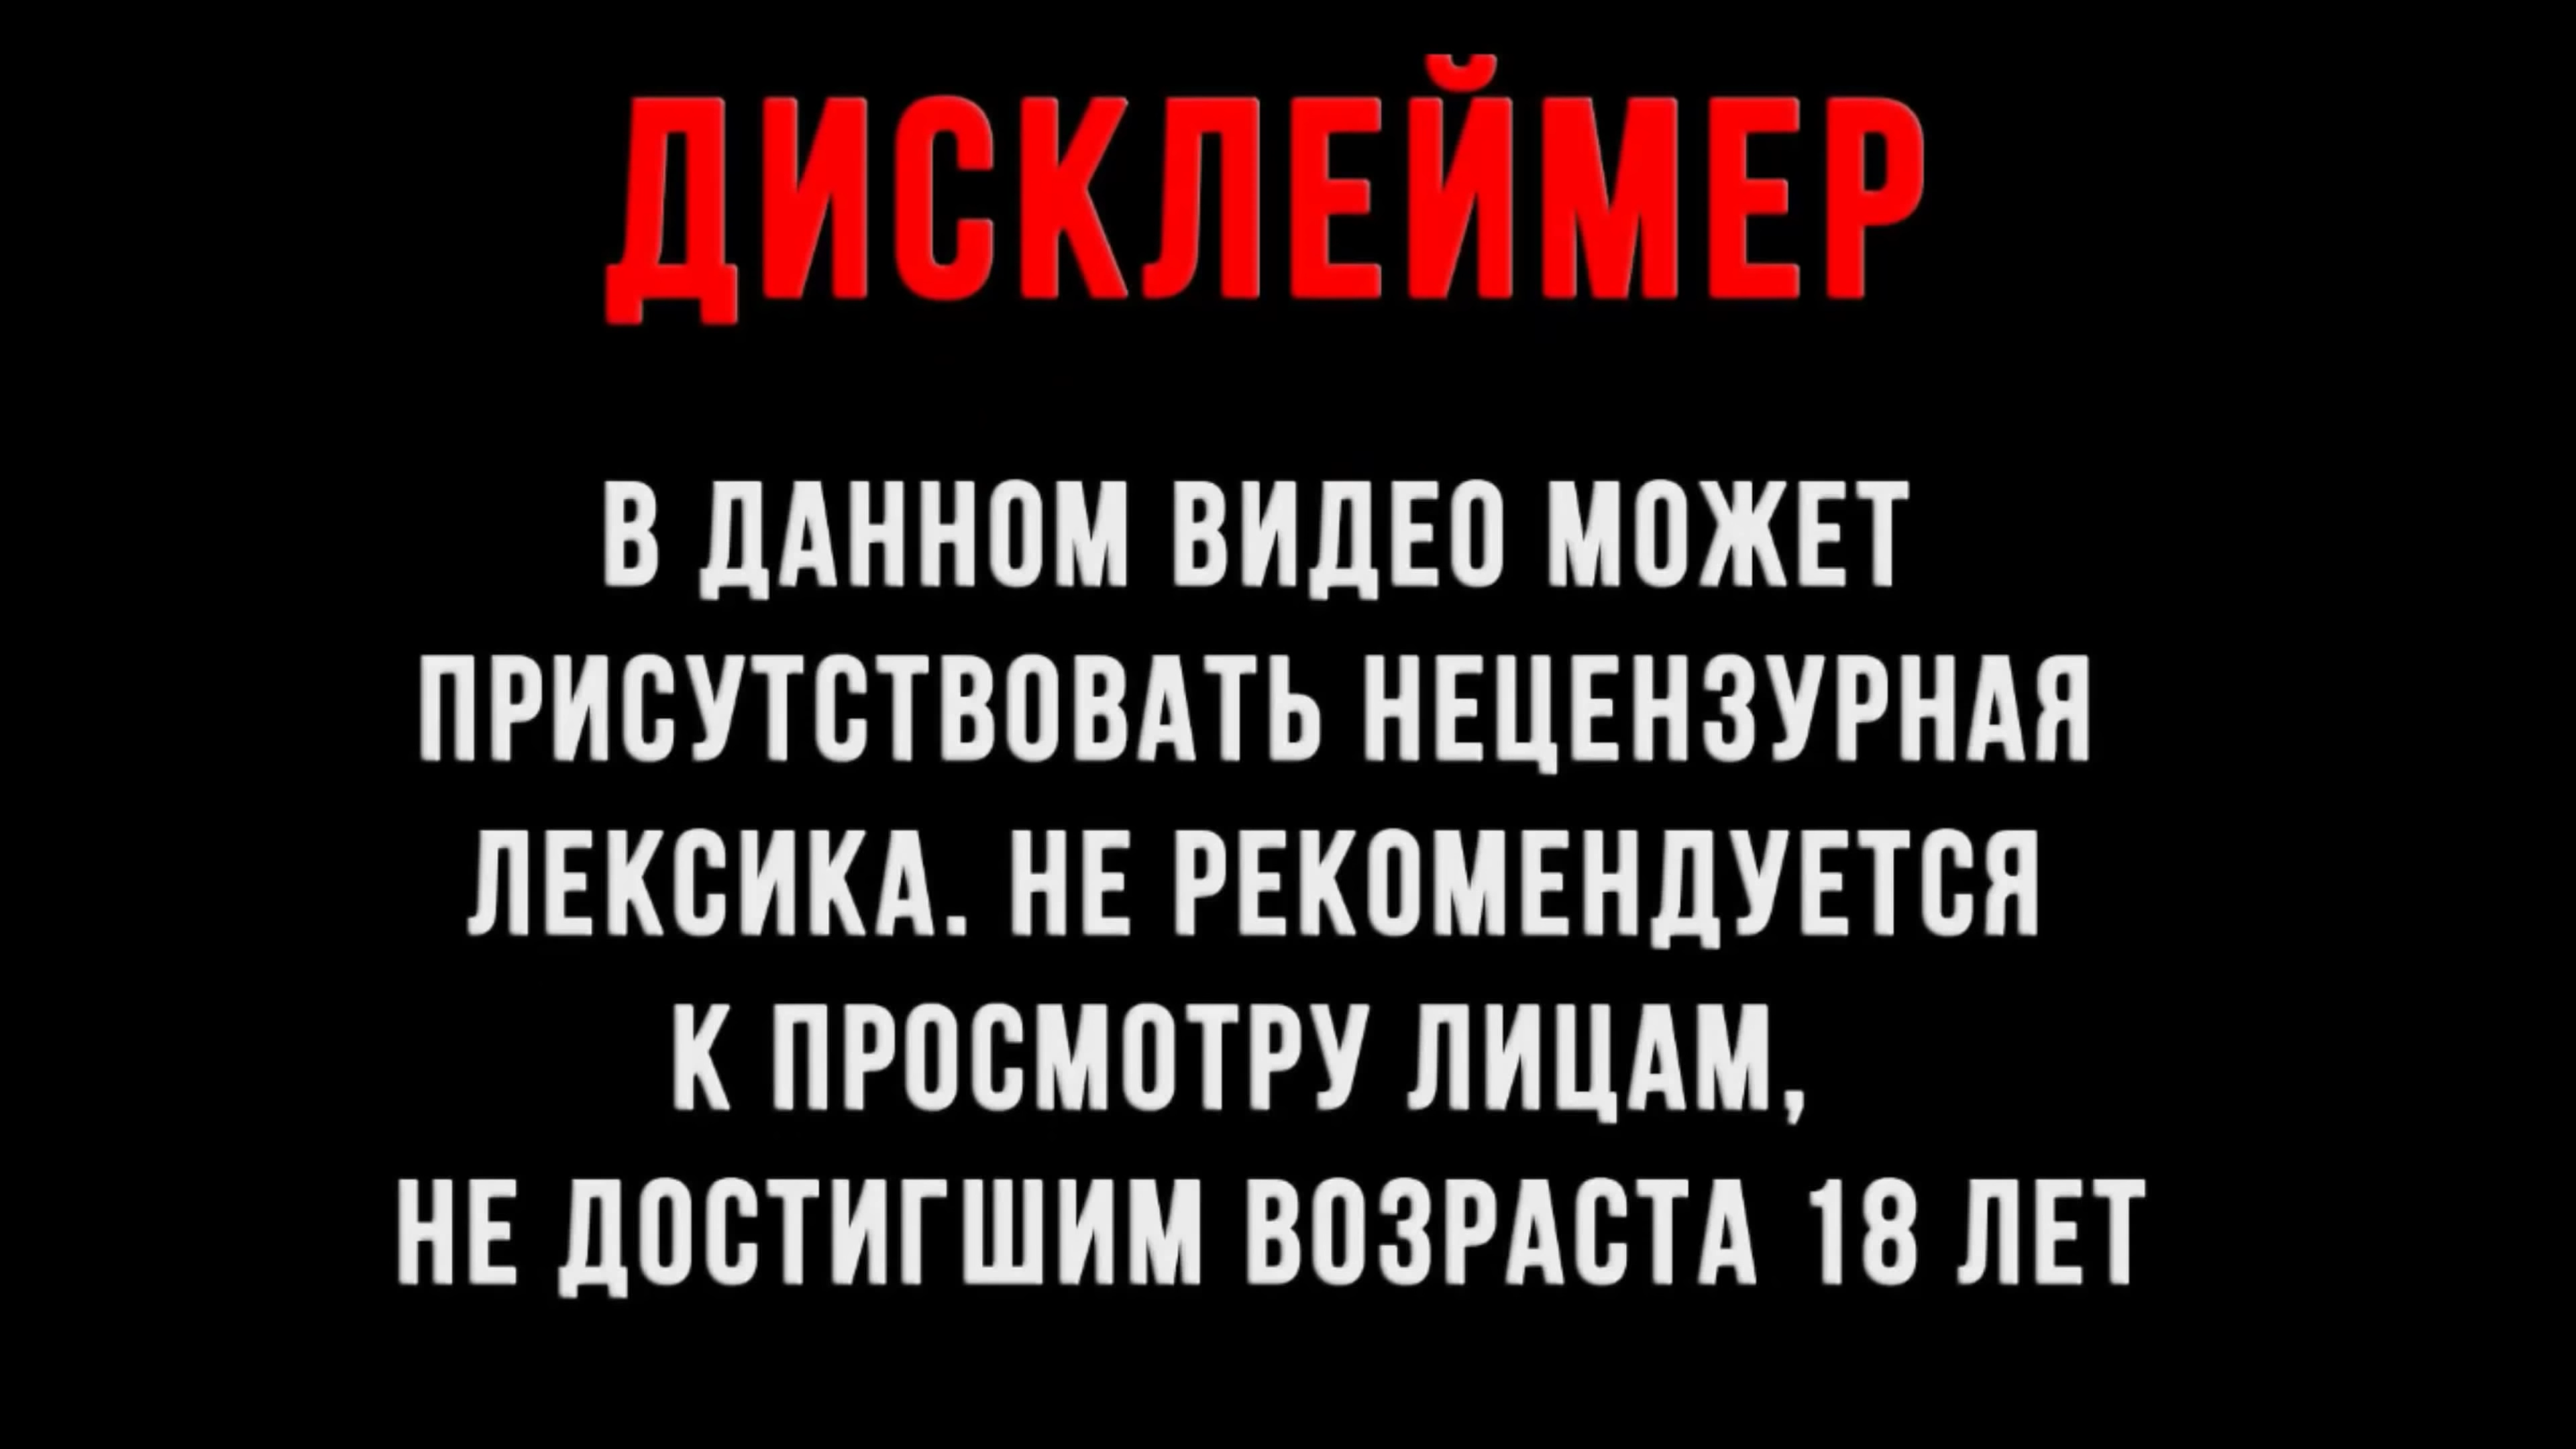 ДИСКЛЕЙМЕР
В ДАННОМ ВИДЕО МОЖЕТ
ПРИСУТСТВОВАТЬ НЕЦЕНЗУРНАЯ
ЛЕКСИКА. НЕ РЕКОМЕНДУЕТСЯ
К ПРОСМОТРУ ЛИЦАМ,
НЕ ДОСТИГШИМ ВОЗРАСТА 18 ЛЕТ